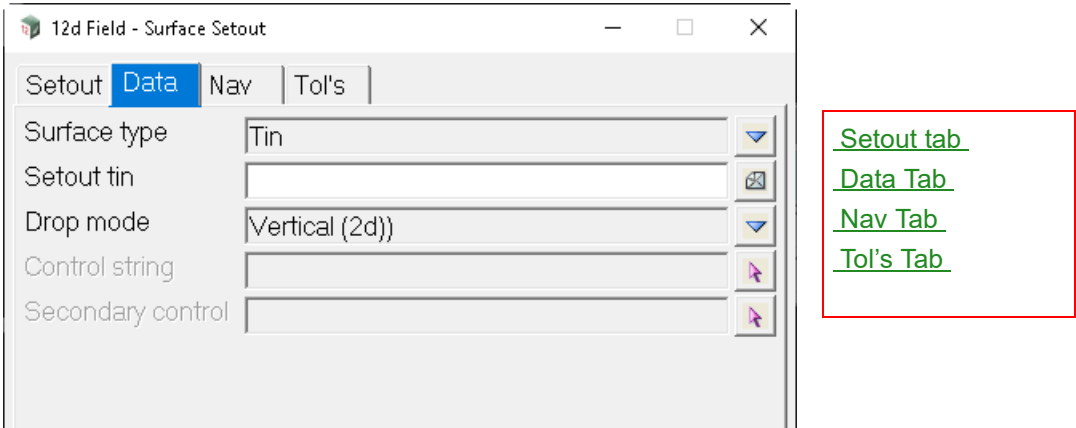 12d Field - Surface Setout
Setout Data Nav Tol's
Surface type Tin
Setout tin
Drop mode Vertical (2d))
Control string
Secondary control
Setout tab
Data Tab
Nav Tab
Tol’s Tab